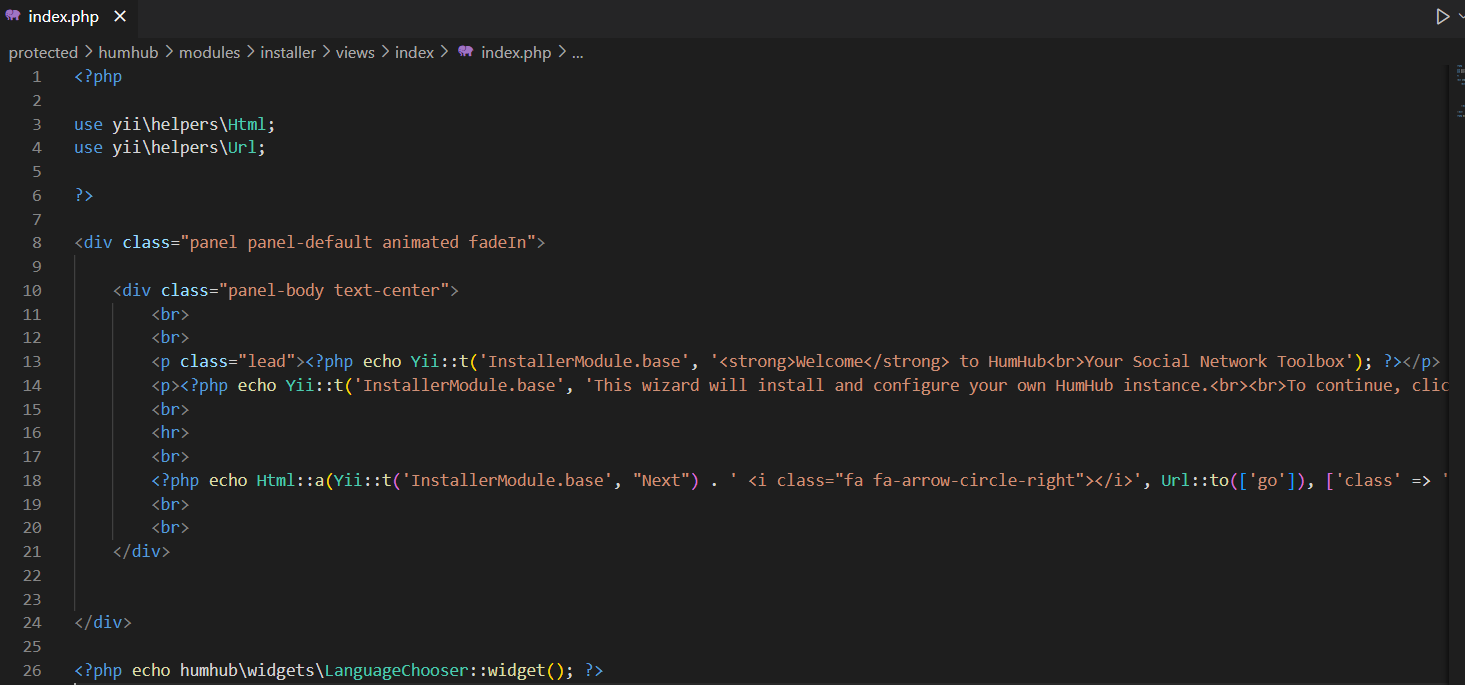 index.php
protected humhub modules installer views index index.php ...
1 <?php
2
3 use yii\helpers\Html;
4 use yii\helpers\Url;
5
6 ?>
7
8 <div class="panel panel-default animated fadeIn">
9
10 <div class="panel-body text-center">
11 <br>
12 <br>
13 <p class="lead"><?php echo Yii::t('InstallerModule.base', '<strong>Welcome</strong> to HumHub<br>Your Social Network Toolbox'); ?></p>
14 <p><?php echo Yii::t('InstallerModule.base', 'This wizard will install and configure your own HumHub instance.<br><br>To continue, clic
15 <br>
16 <hr>
17 <br>
18 <?php echo Html::a(Yii::t('InstallerModule.base', "Next") . ' <i class="fa fa-arrow-circle-right"></i>', Url::to(['go']), ['class' => '
19 <br>
20 <br>
21 </div>
22
23
24 </div>
25
26 <?php echo humhub\widgets\LanguageChooser::widget(); ?>